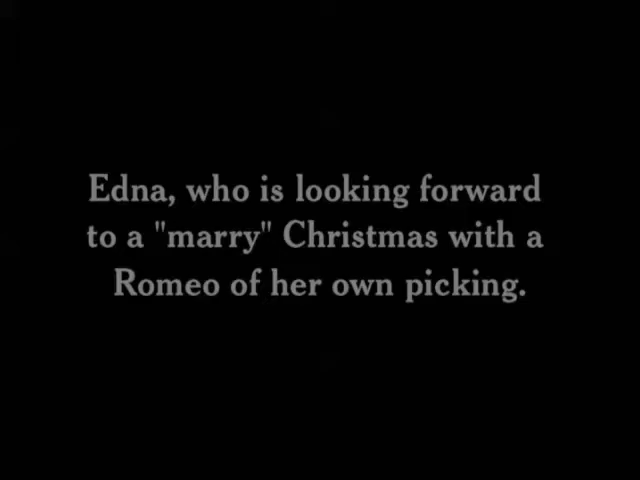 Edna, who is looking forward
to a "marry" Christmas with a
Romeo of her own picking.